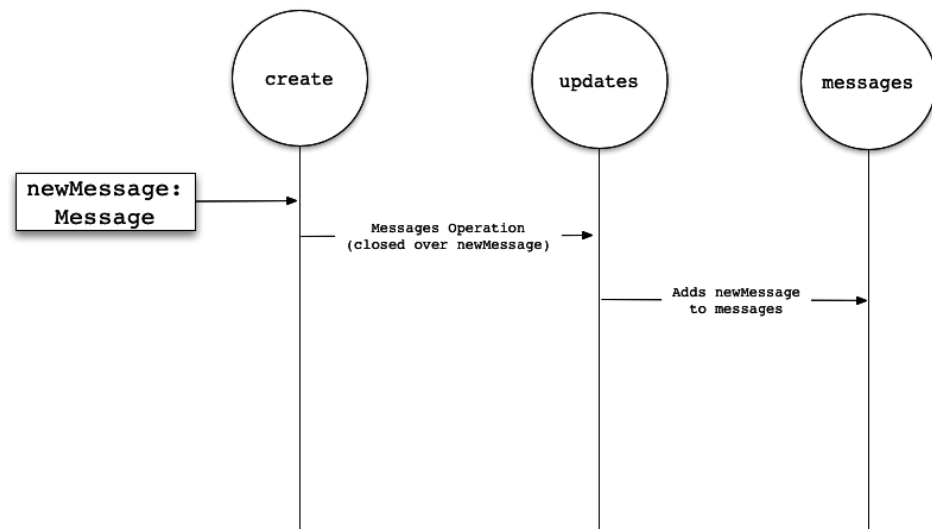 create
updates
messages
newMessage:
Message
Messages Operation
(closed over newMessage)
Adds newMessage
to messages